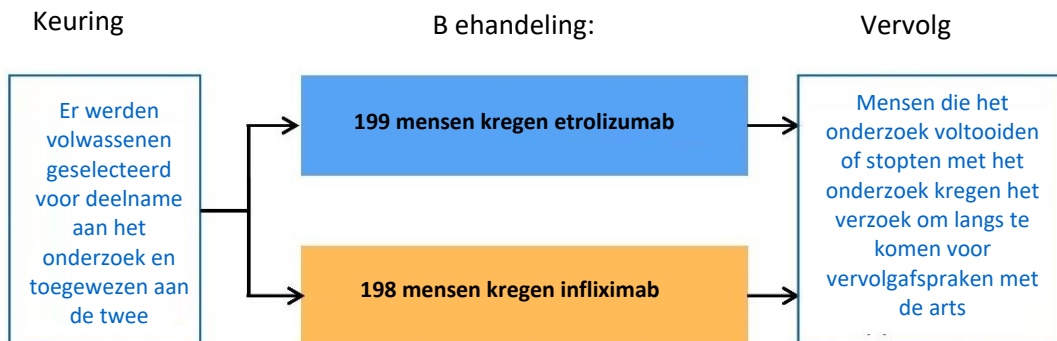 Keuring
B ehandeling:
Vervolg
Er werden
volwassenen
geselecteerd
voor deelname
aan het
onderzoek en
toegewezen aan
de twee
199 mensen kregen etrolizumab
198 mensen kregen infliximab
Mensen die het
onderzoek voltooiden
of stopten met het
onderzoek kregen het
verzoek om langs te
komen voor
vervolgafspraken met
de arts